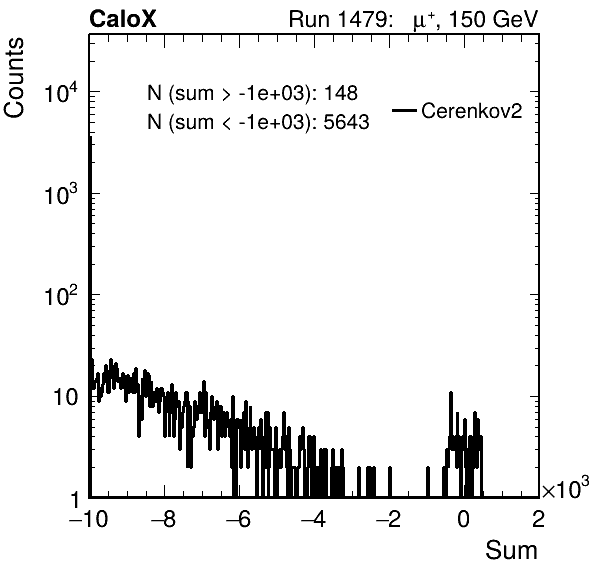 CaloX Run 1479: μ⁺, 150 GeV
Counts
N (sum > -1e+03): 148
N (sum < -1e+03): 5643
Cerenkov2
10⁴
10³
10²
10
1
−10 −8 −6 −4 −2 0 2
×10³
Sum